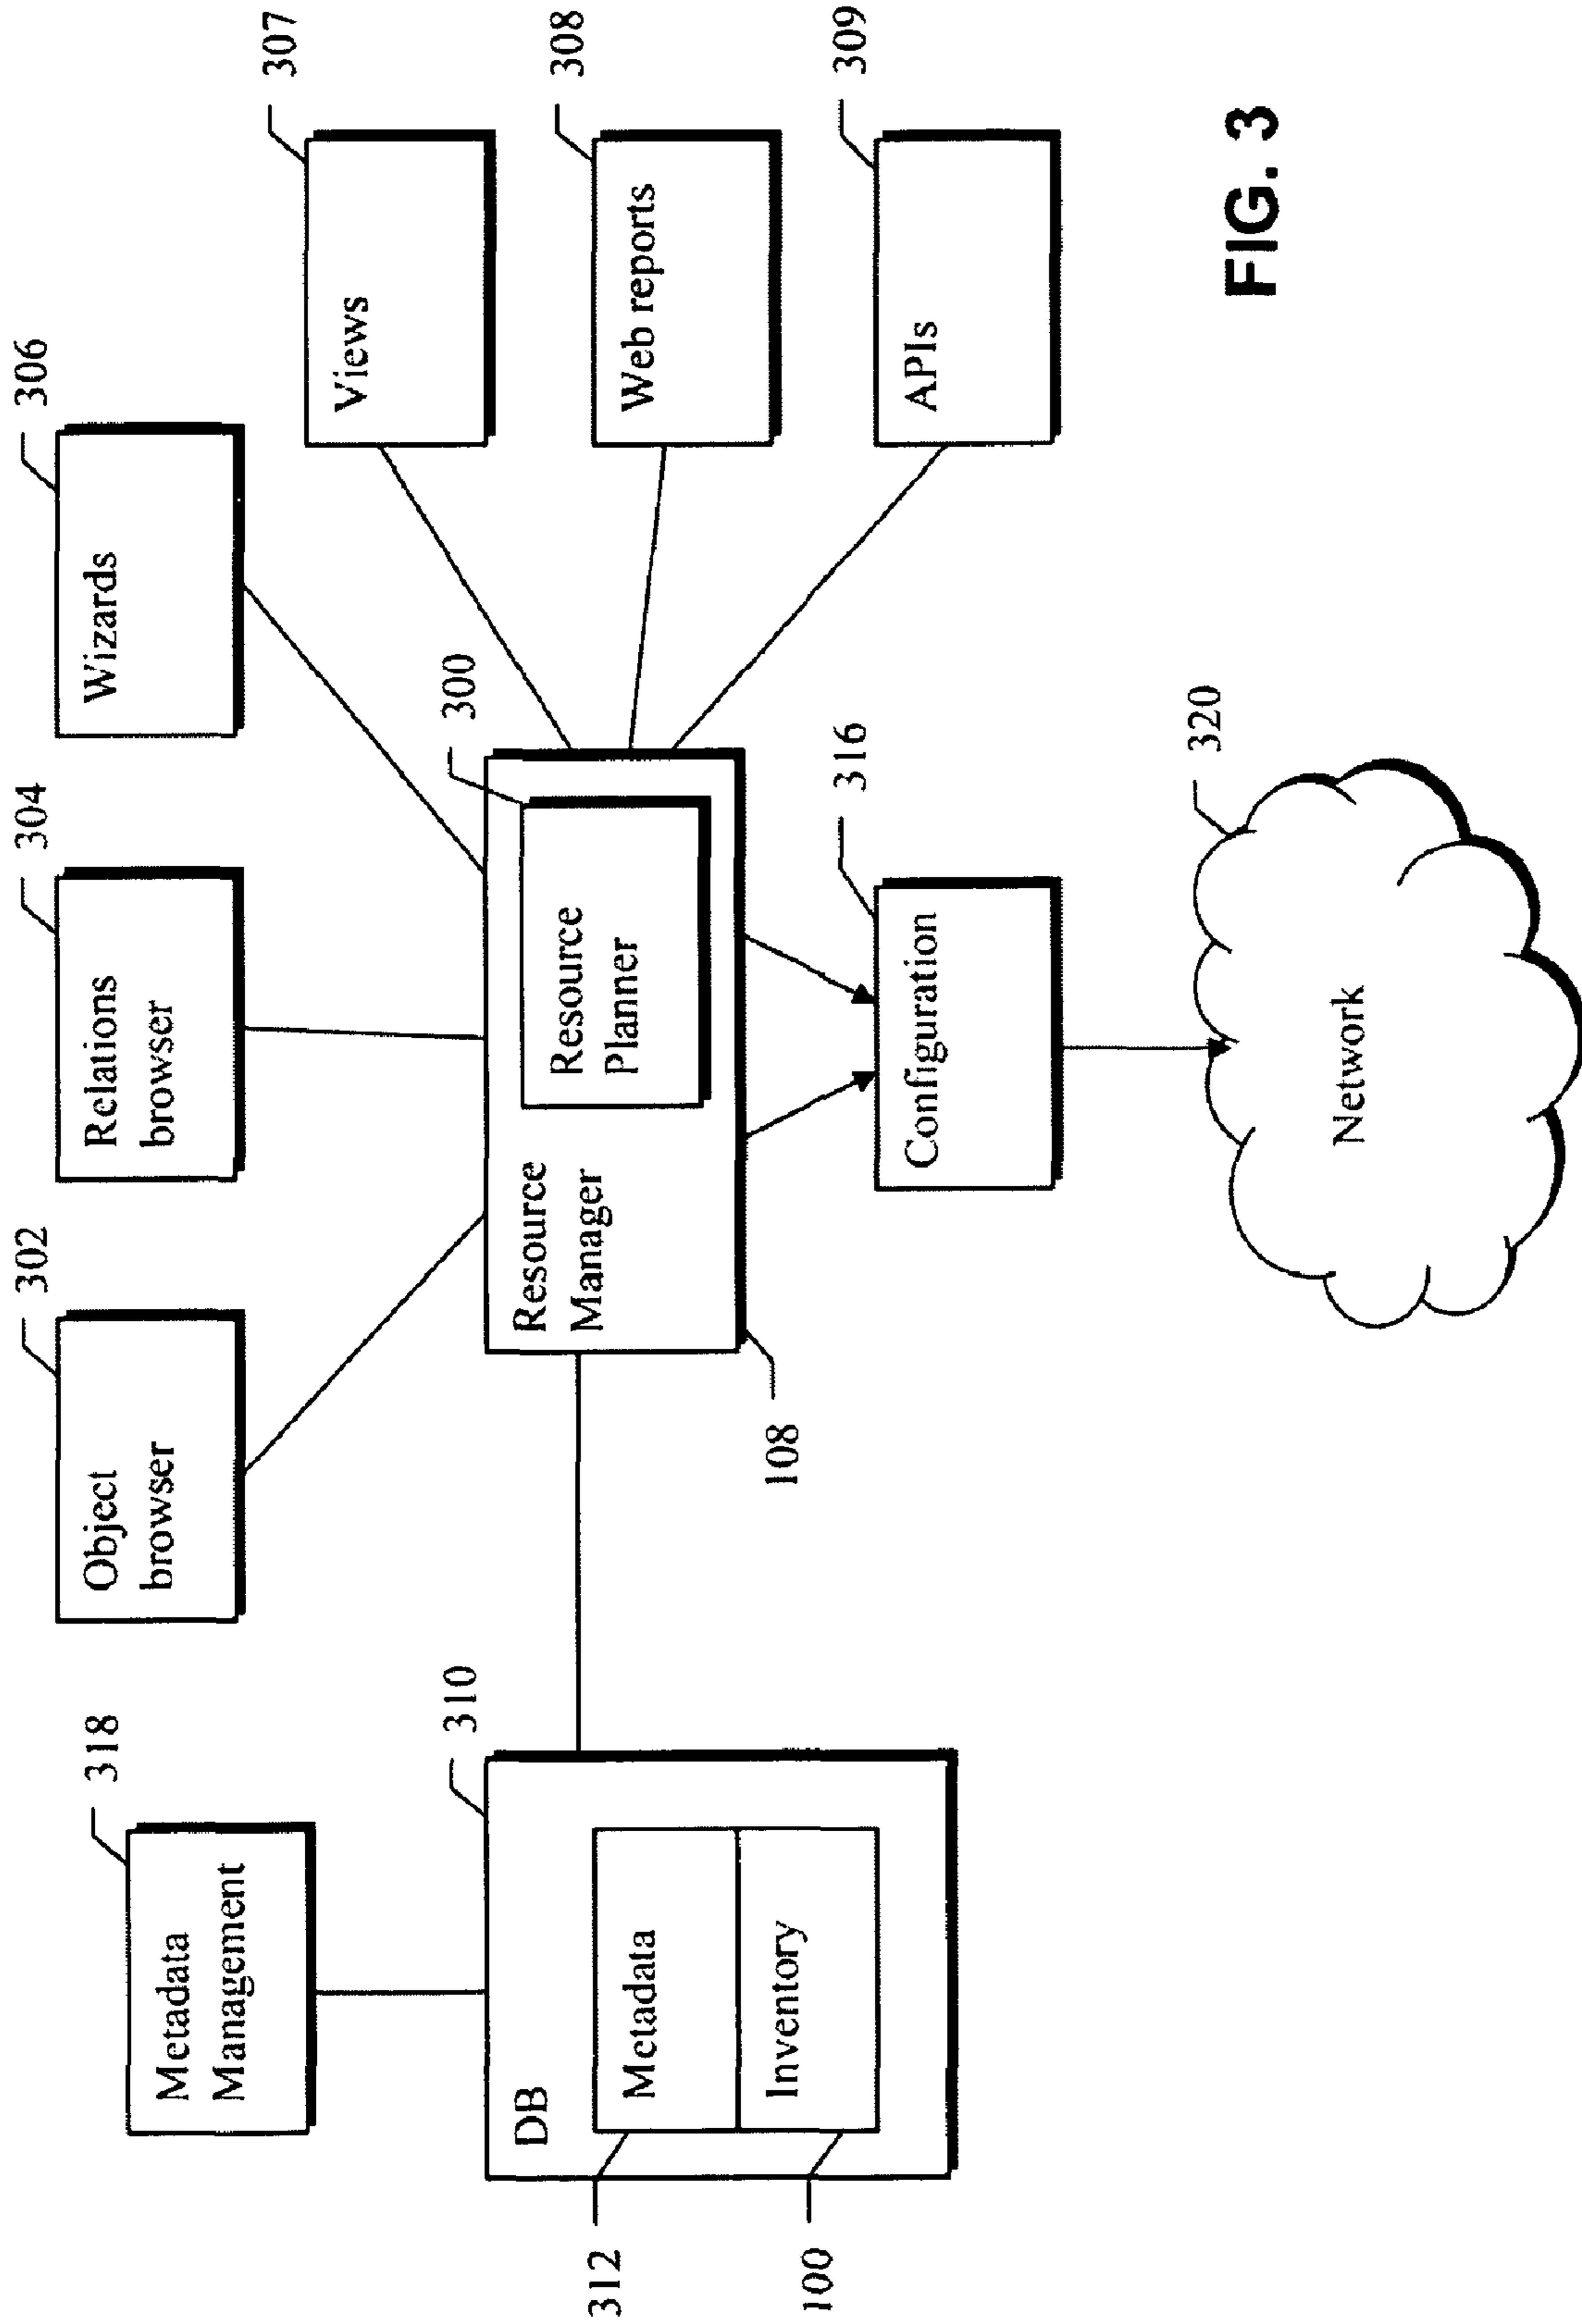 318
Metadata
Management
302
Object
browser
304
Relations
browser
306
Wizards
310
DB
Metadata
Inventory
312
100
Resource
Manager
108
300
Resource
Planner
307
Views
308
Web reports
309
APIs
316
Configuration
320
Network
FIG. 3